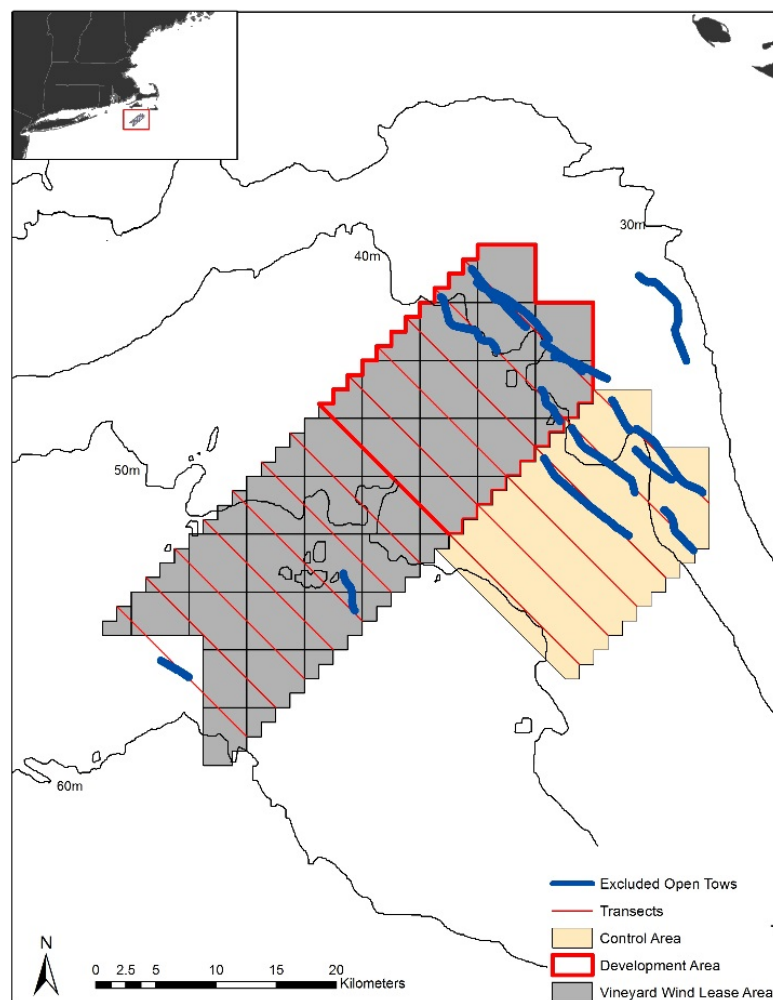 30m
40m
50m
60m
Excluded Open Tows
Transects
Control Area
Development Area
Vineyard Wind Lease Area
N
0 2.5 5 10 15 20
Kilometers